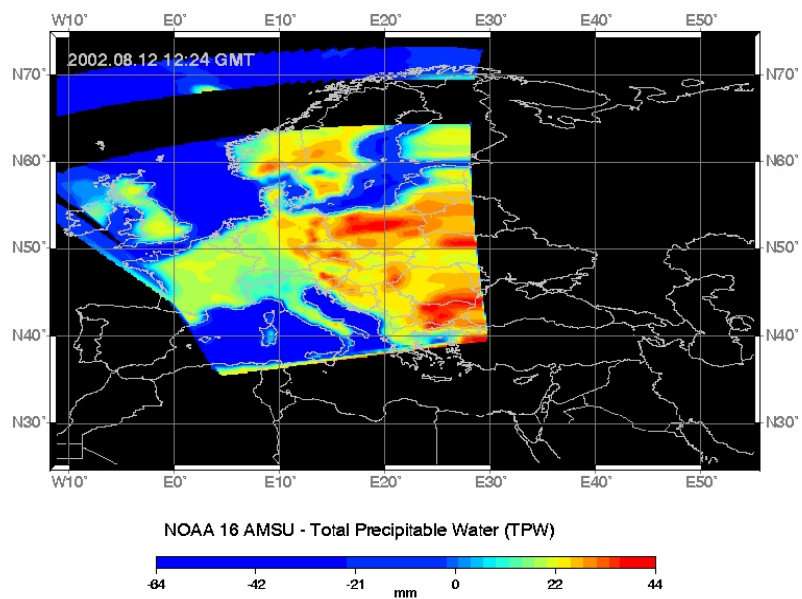 W10° E0° E10° E20° E30° E40° E50°
2002.08.12 12:24 GMT
N70° N70°
N60° N60°
N50° N50°
N40° N40°
N30° N30°
W10° E0° E10° E20° E30° E40° E50°
NOAA 16 AMSU - Total Precipitable Water (TPW)
-64 -42 -21 0 22 44
mm